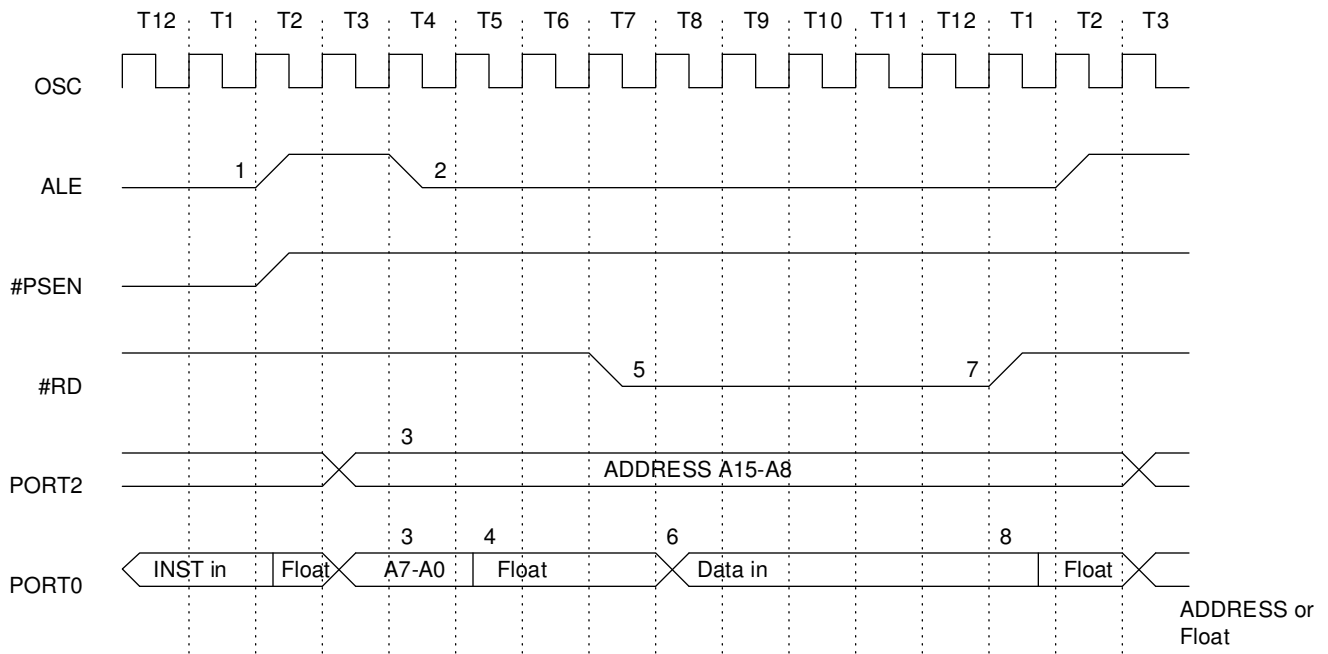 T12 T1 T2 T3 T4 T5 T6 T7 T8 T9 T10 T11 T12 T1 T2 T3
OSC
1 2
ALE
#PSEN
5 7
#RD
3
ADDRESS A15-A8
PORT2
3 4 6 8
INST in Float A7-A0 Float Data in Float
PORT0
ADDRESS or
Float